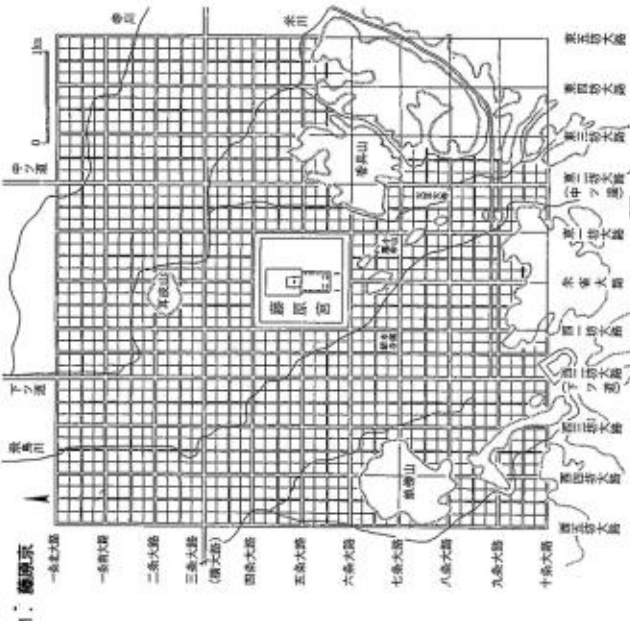 藤原京
一条北大路
一条南大路
二条大路
三条大路
(横大路)
四条大路
五条大路
六条大路
七条大路
八条大路
九条大路
十条大路
飛鳥川
下ツ道
中ツ道
米川
0
1km
耳成山
藤原宮
香具山
畝傍山
西五坊大路
西四坊大路
西三坊大路
西二坊大路
(下ツ道)
西一坊大路
朱雀大路
東一坊大路
東二坊大路
(中ツ道)
東三坊大路
東四坊大路
東五坊大路